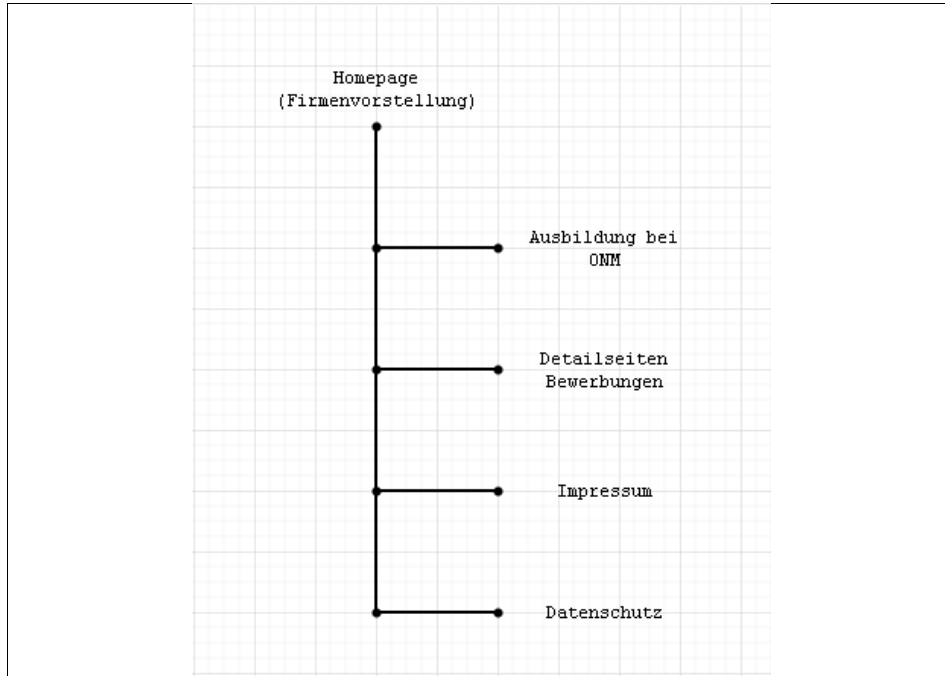 Homepage
(Firmenvorstellung)
Ausbildung bei
ONM
Detailseiten
Bewerbungen
Impressum
Datenschutz